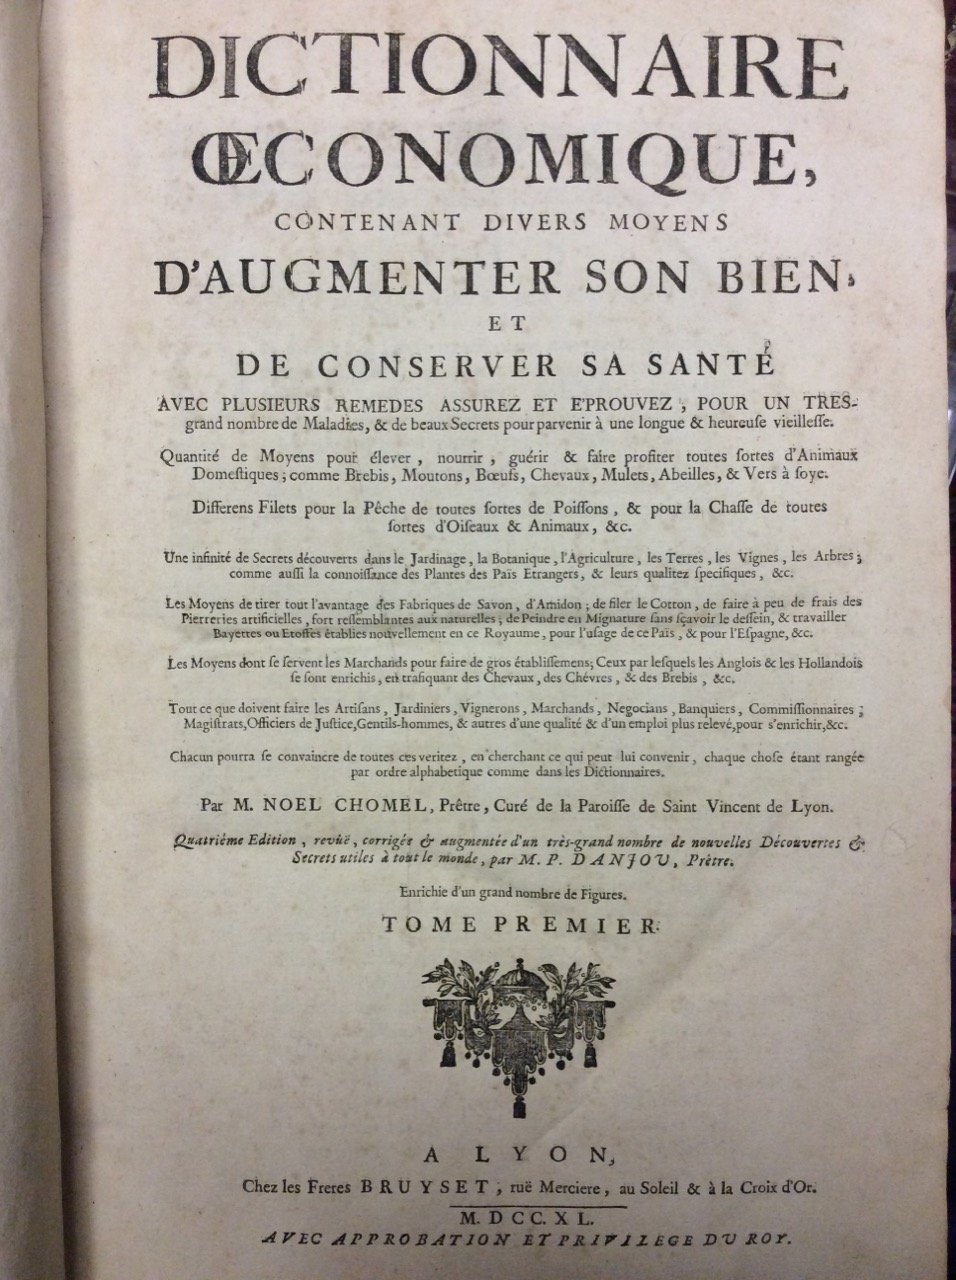 DICTIONNAIRE
ŒCONOMIQUE,
CONTENANT DIVERS MOYENS
D'AUGMENTER SON BIEN,
ET
DE CONSERVER SA SANTÉ
AVEC PLUSIEURS REMEDES ASSUREZ ET E'PROUVEZ, POUR UN TRES-
grand nombre de Maladies, & de beaux Secrets pour parvenir à une longue & heureuſe vieilleſſe.
Quantité de Moyens pour élever, nourrir, guérir & faire profiter toutes ſortes d'Animaux
Domeſtiques; comme Brebis, Moutons, Bœufs, Chevaux, Mulets, Abeilles, & Vers à ſoye.
Differens Filets pour la Pêche de toutes ſortes de Poiſſons, & pour la Chaſſe de toutes
ſortes d'Oiſeaux & Animaux, &c.
Une infinité de Secrets découverts dans le Jardinage, la Botanique, l'Agriculture, les Terres, les Vignes, les Arbres;
comme auſſi la connoiſſance des Plantes des Païs Etrangers, & leurs qualitez ſpecifiques, &c.
Les Moyens de tirer tout l'avantage des Fabriques de Savon, d'Amidon; de filer le Cotton, de faire à peu de frais des
Pierreries artificielles, fort reſſemblantes aux naturelles; de Peindre en Mignature ſans ſçavoir le deſſein, & travailler
Bayettes ou Etoffes établies nouvellement en ce Royaume, pour l'uſage de ce Païs, & pour l'Eſpagne, &c.
Les Moyens dont ſe ſervent les Marchands pour faire de gros établiſſemens; Ceux par leſquels les Anglois & les Hollandois
ſe ſont enrichis, en trafiquant des Chevaux, des Chévres, & des Brebis, &c.
Tout ce que doivent faire les Artiſans, Jardiniers, Vignerons, Marchands, Negocians, Banquiers, Commiſſionnaires;
Magiſtrats, Officiers de Juſtice, Gentils-hommes, & autres d'une qualité & d'un emploi plus relevé, pour s'enrichir, &c.
Chacun pourra ſe convaincre de toutes ces veritez, en cherchant ce qui peut lui convenir, chaque choſe étant rangée
par ordre alphabetique comme dans les Dictionnaires.
Par M. NOEL CHOMEL, Prêtre, Curé de la Paroiſſe de Saint Vincent de Lyon.
Quatriéme Edition, revûë, corrigée & augmentée d'un très-grand nombre de nouvelles Découvertes &
Secrets utiles à tout le monde, par M. P. DANJOU, Prêtre.
Enrichie d'un grand nombre de Figures.
TOME PREMIER.
A LYON,
Chez les Freres BRUYSET, ruë Merciere, au Soleil & à la Croix d'Or.
M. DCC. XL.
AVEC APPROBATION ET PRIVILEGE DU ROY.